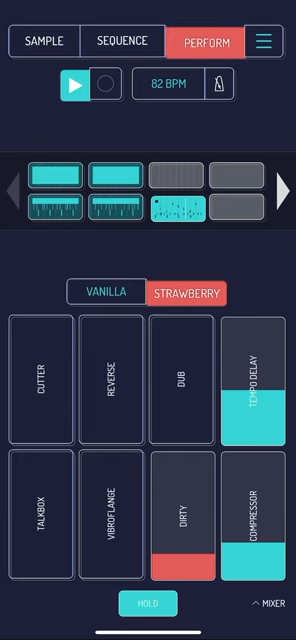 SAMPLE SEQUENCE PERFORM
82 BPM
VANILLA STRAWBERRY
CUTTER REVERSE DUB TEMPO DELAY
TALKBOX VIBROFLANGE DIRTY COMPRESSOR
HOLD MIXER